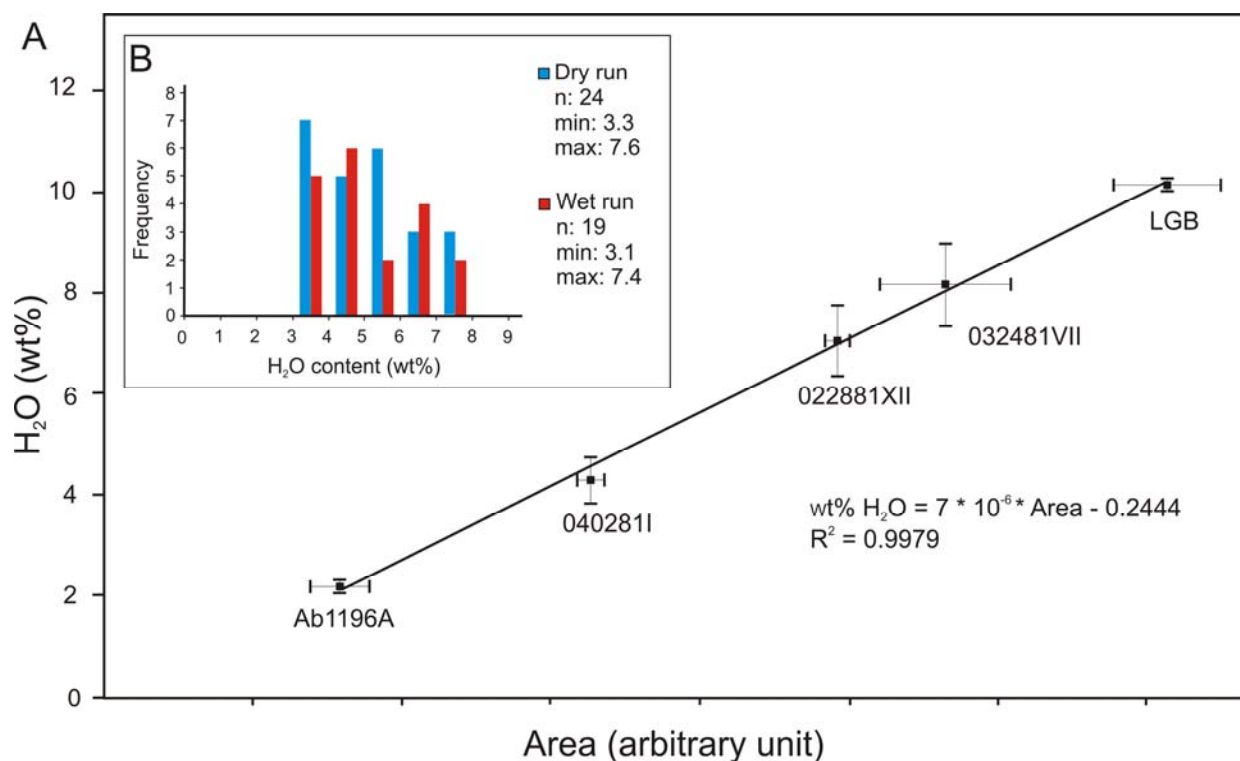 A
B
Dry run
n: 24
min: 3.3
max: 7.6
Wet run
n: 19
min: 3.1
max: 7.4
Frequency
8
7
6
5
4
3
2
1
0
0 1 2 3 4 5 6 7 8 9
H₂O content (wt%)
H₂O (wt%)
12
10
8
6
4
2
0
LGB
032481VII
022881XII
040281I
Ab1196A
wt% H₂O = 7 * 10⁻⁶ * Area - 0.2444
R² = 0.9979
Area (arbitrary unit)